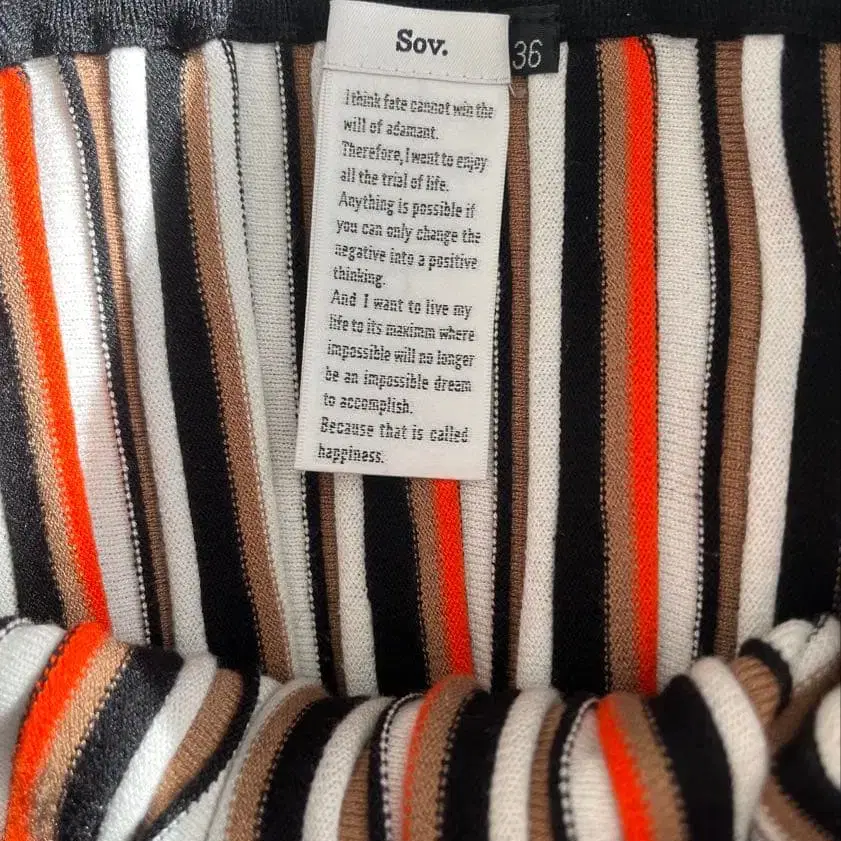 Sov.
36
I think fate cannot win the
will of adamant.
Therefore, I want to enjoy
all the trial of life.
Anything is possible if
you can only change the
negative into a positive
thinking.
And I want to live my
life to its maximm where
impossible will no longer
be an impossible dream
to accomplish.
Because that is called
happiness.